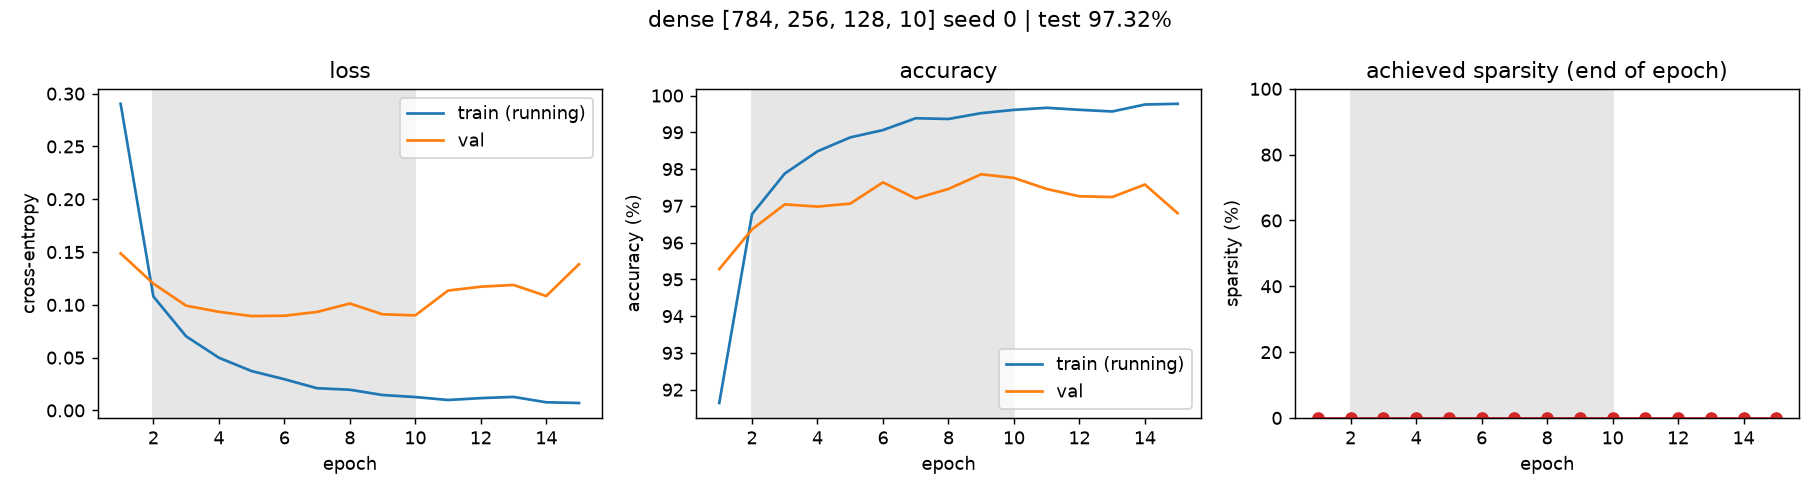 dense [784, 256, 128, 10] seed 0 | test 97.32%
loss
0.30
0.25
0.20
0.15
0.10
0.05
0.00
cross-entropy
train (running)
val
2 4 6 8 10 12 14
epoch
accuracy
100
99
98
97
96
95
94
93
92
accuracy (%)
train (running)
val
2 4 6 8 10 12 14
epoch
achieved sparsity (end of epoch)
100
80
60
40
20
0
sparsity (%)
2 4 6 8 10 12 14
epoch